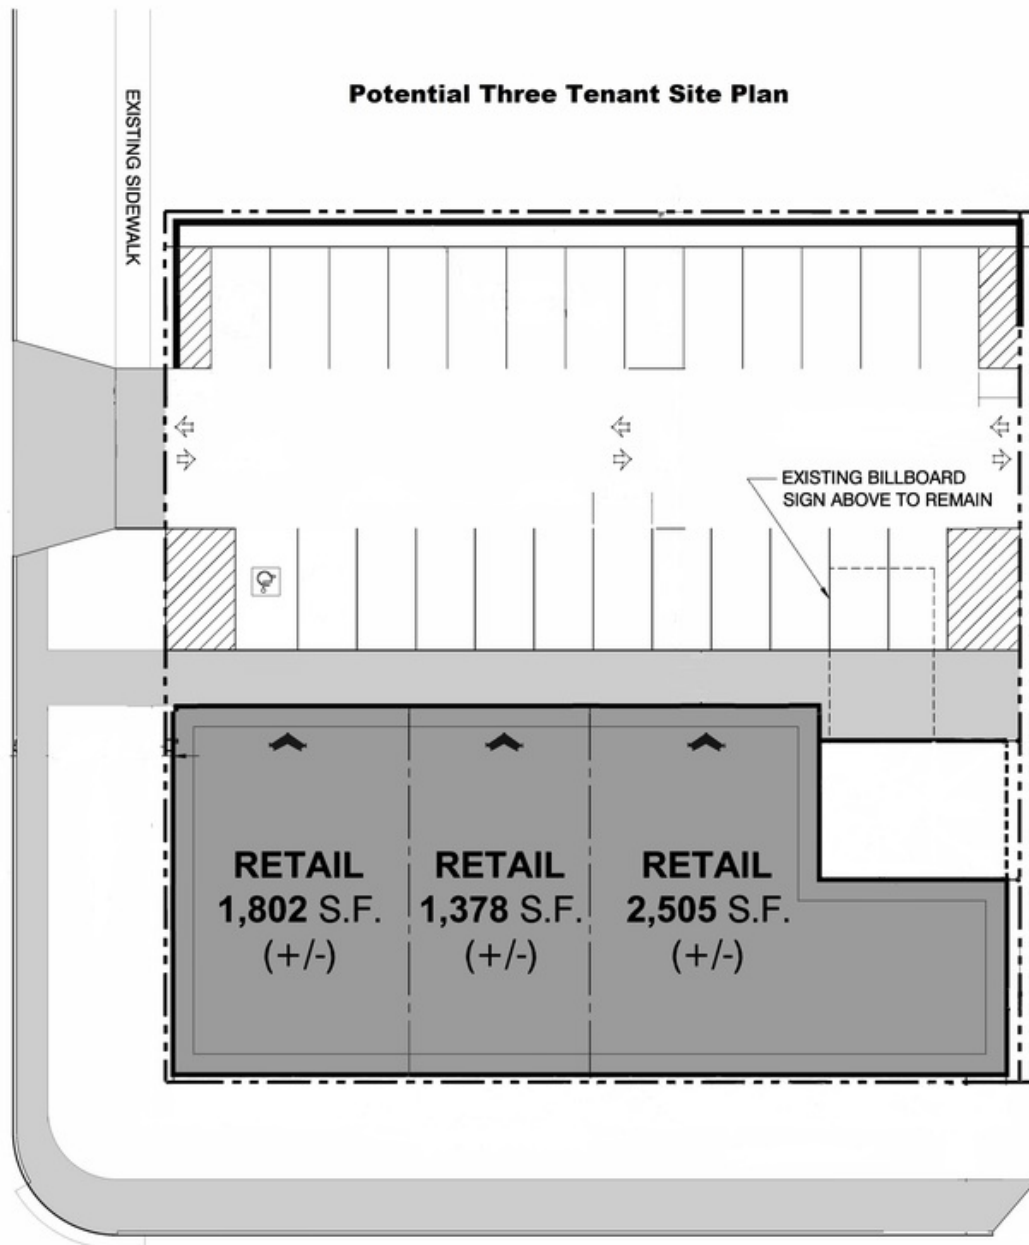 Potential Three Tenant Site Plan
EXISTING SIDEWALK
EXISTING BILLBOARD
SIGN ABOVE TO REMAIN
RETAIL
1,802 S.F.
(+/-)
RETAIL
1,378 S.F.
(+/-)
RETAIL
2,505 S.F.
(+/-)